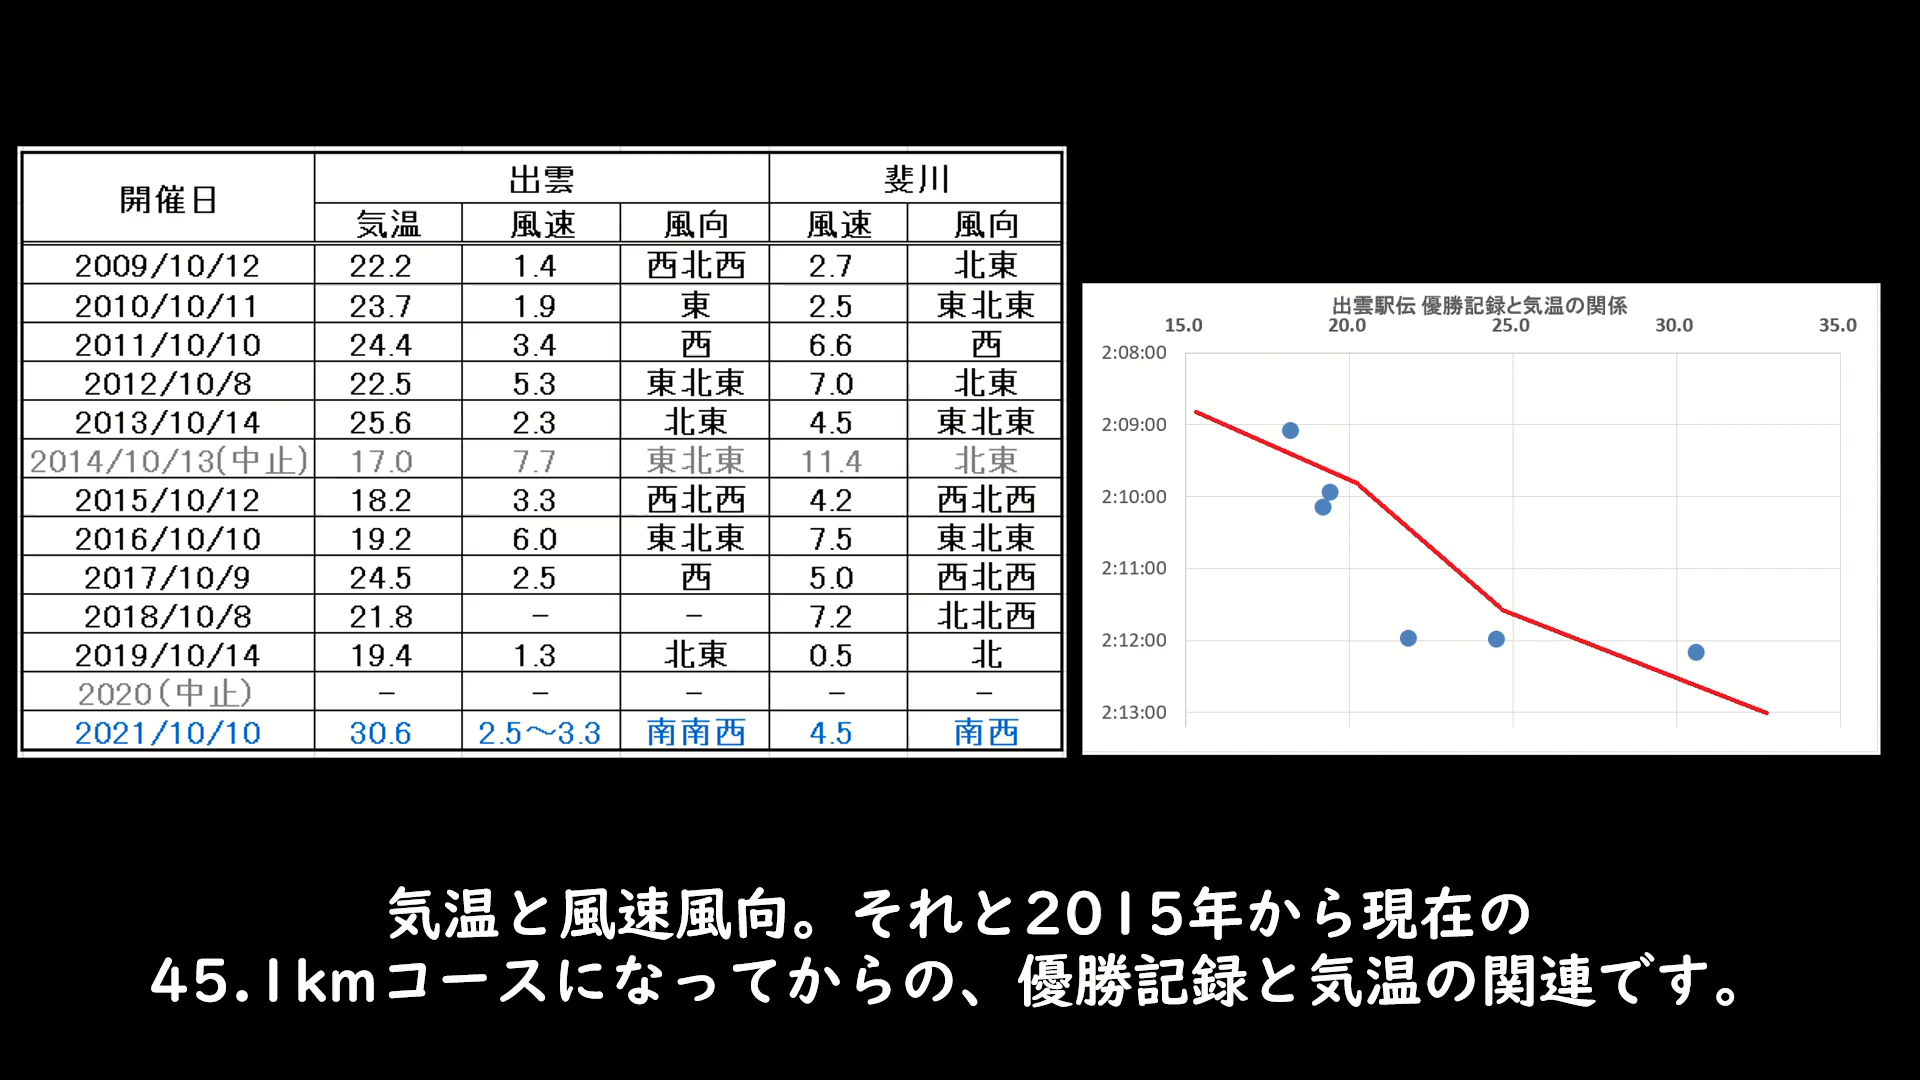 開催日 出雲 斐川
気温 風速 風向 風速 風向
2009/10/12 22.2 1.4 西北西 2.7 北東
2010/10/11 23.7 1.9 東 2.5 東北東
2011/10/10 24.4 3.4 西 6.6 西
2012/10/8 22.5 5.3 東北東 7.0 北東
2013/10/14 25.6 2.3 北東 4.5 東北東
2014/10/13(中止) 17.0 7.7 東北東 11.4 北東
2015/10/12 18.2 3.3 西北西 4.2 西北西
2016/10/10 19.2 6.0 東北東 7.5 東北東
2017/10/9 24.5 2.5 西 5.0 西北西
2018/10/8 21.8 − − 7.2 北北西
2019/10/14 19.4 1.3 北東 0.5 北
2020(中止) − − − − −
2021/10/10 30.6 2.5～3.3 南南西 4.5 南西
出雲駅伝 優勝記録と気温の関係
15.0 20.0 25.0 30.0 35.0
2:08:00
2:09:00
2:10:00
2:11:00
2:12:00
2:13:00
気温と風速風向。それと2015年から現在の
45.1kmコースになってからの、優勝記録と気温の関連です。